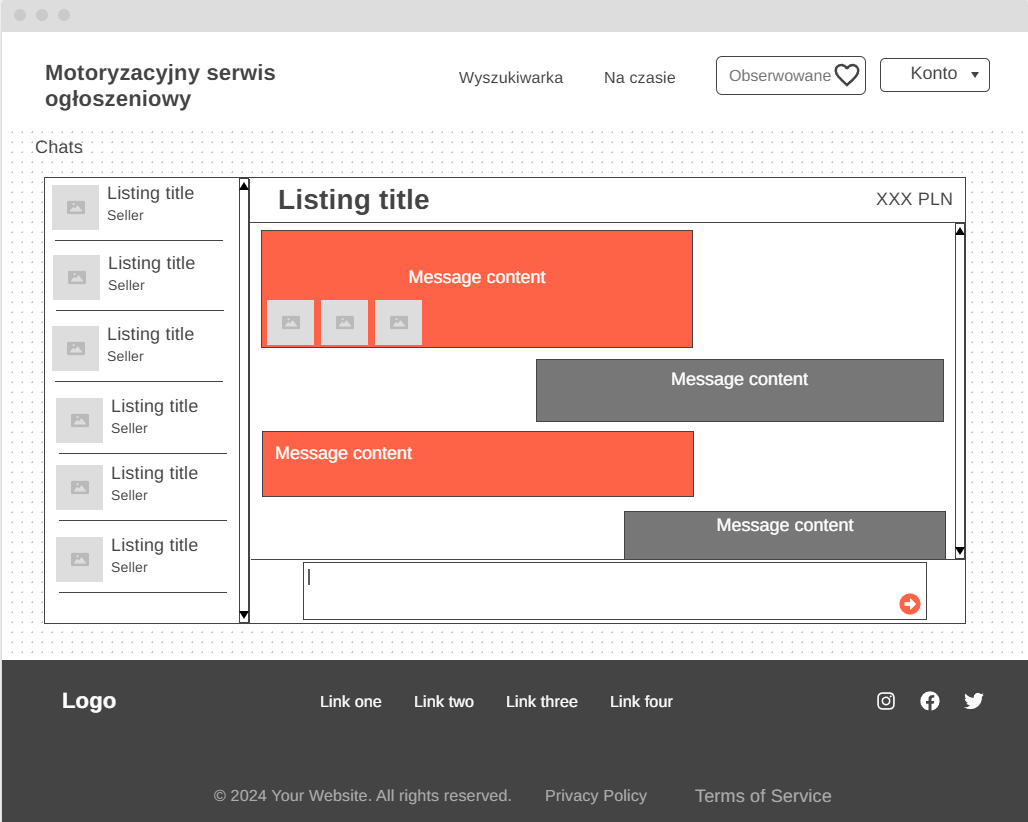 Motoryzacyjny serwis
ogłoszeniowy
Wyszukiwarka
Na czasie
Obserwowane
Konto
Chats
Listing title
Seller
Listing title
Seller
Listing title
Seller
Listing title
Seller
Listing title
Seller
Listing title
Seller
Listing title
XXX PLN
Message content
Message content
Message content
Message content
Logo
Link one
Link two
Link three
Link four
© 2024 Your Website. All rights reserved.
Privacy Policy
Terms of Service